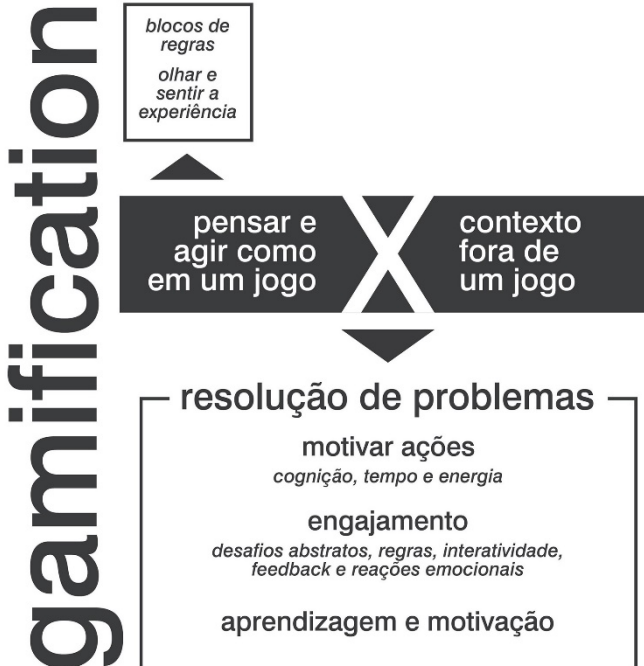 gamification
blocos de
regras
olhar e
sentir a
experiência
pensar e
agir como
em um jogo
X
contexto
fora de
um jogo
resolução de problemas
motivar ações
cognição, tempo e energia
engajamento
desafios abstratos, regras, interatividade,
feedback e reações emocionais
aprendizagem e motivação